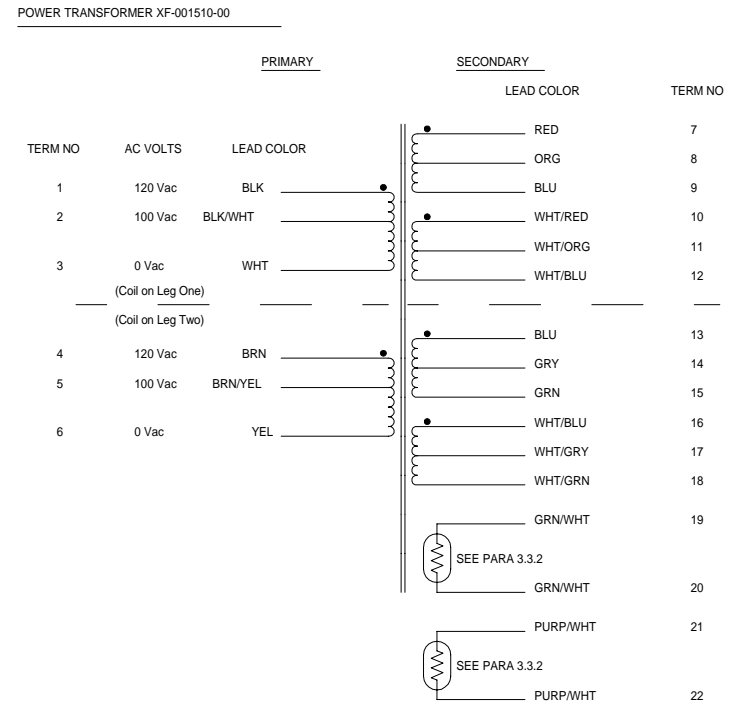 POWER TRANSFORMER XF-001510-00
PRIMARY SECONDARY
LEAD COLOR TERM NO
RED 7
TERM NO AC VOLTS LEAD COLOR
ORG 8
1 120 Vac BLK BLU 9
2 100 Vac BLK/WHT WHT/RED 10
WHT/ORG 11
3 0 Vac WHT
WHT/BLU 12
(Coil on Leg One)
(Coil on Leg Two)
BLU 13
4 120 Vac BRN
GRY 14
5 100 Vac BRN/YEL
GRN 15
WHT/BLU 16
6 0 Vac YEL
WHT/GRY 17
WHT/GRN 18
GRN/WHT 19
SEE PARA 3.3.2
GRN/WHT 20
PURP/WHT 21
SEE PARA 3.3.2
PURP/WHT 22